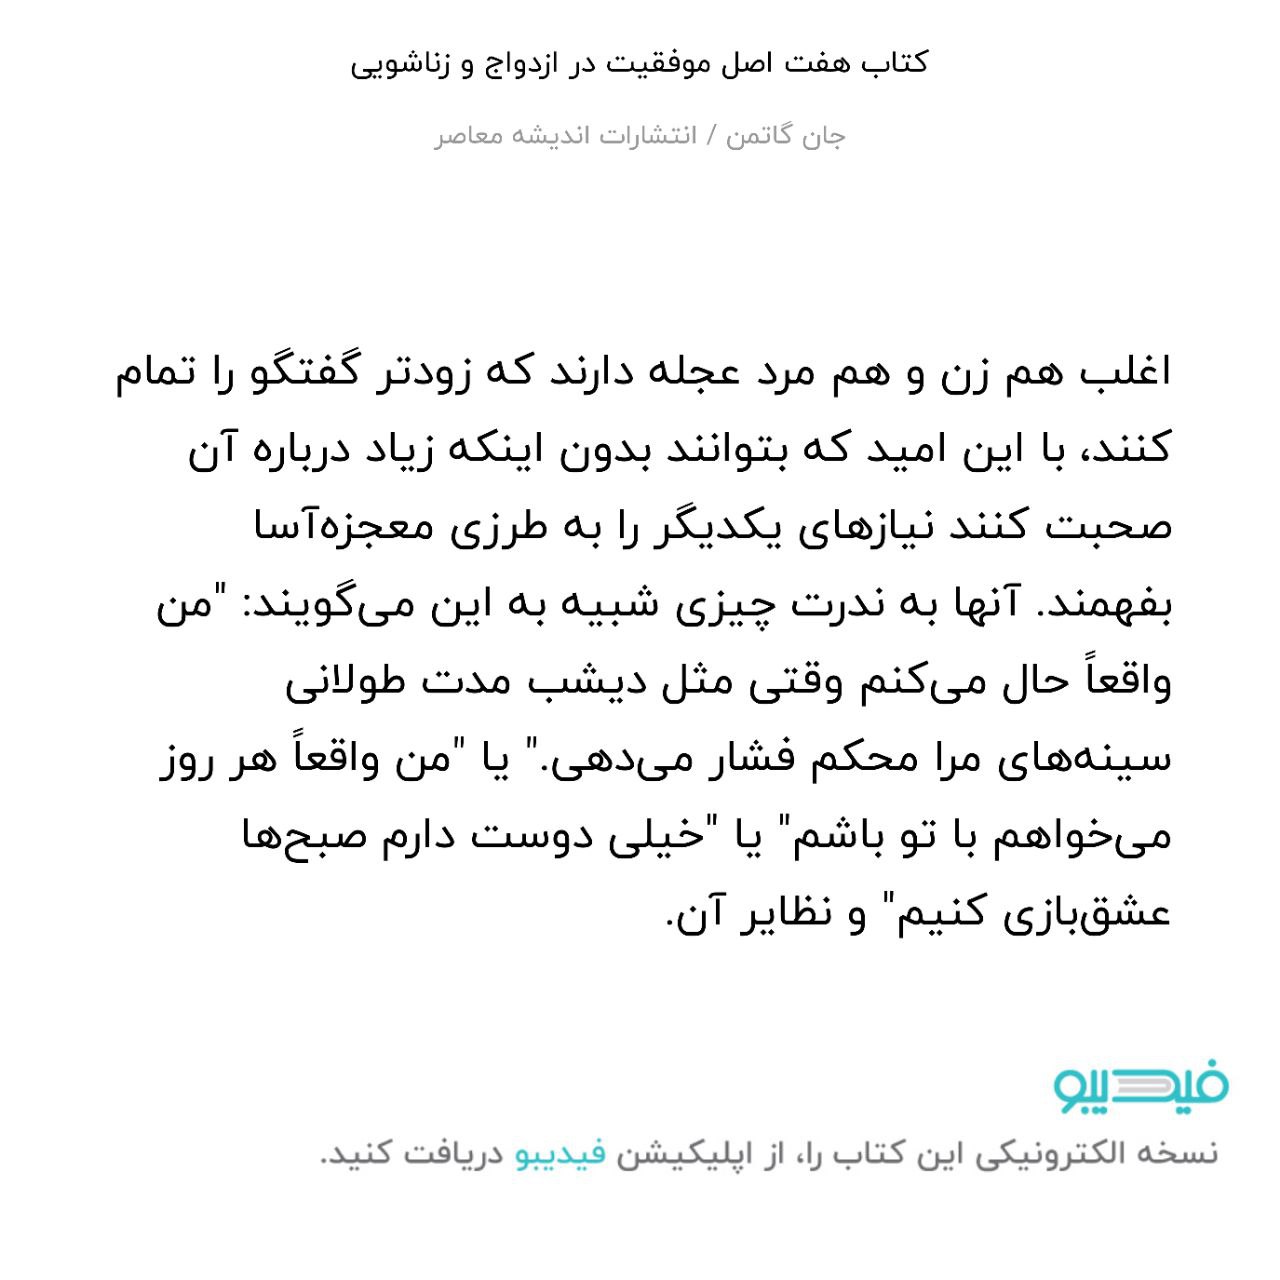 کتاب هفت اصل موفقیت در ازدواج و زناشویی
جان گاتمن / انتشارات اندیشه معاصر
اغلب هم زن و هم مرد عجله دارند که زودتر گفتگو را تمام
کنند، با این امید که بتوانند بدون اینکه زیاد درباره آن
صحبت کنند نیازهای یکدیگر را به طرزی معجزه‌آسا
بفهمند. آنها به ندرت چیزی شبیه به این می‌گویند: "من
واقعاً حال می‌کنم وقتی مثل دیشب مدت طولانی
سینه‌های مرا محکم فشار می‌دهی." یا "من واقعاً هر روز
می‌خواهم با تو باشم" یا "خیلی دوست دارم صبح‌ها
عشق‌بازی کنیم" و نظایر آن.
فیدیبو
نسخه الکترونیکی این کتاب را، از اپلیکیشن فیدیبو دریافت کنید.